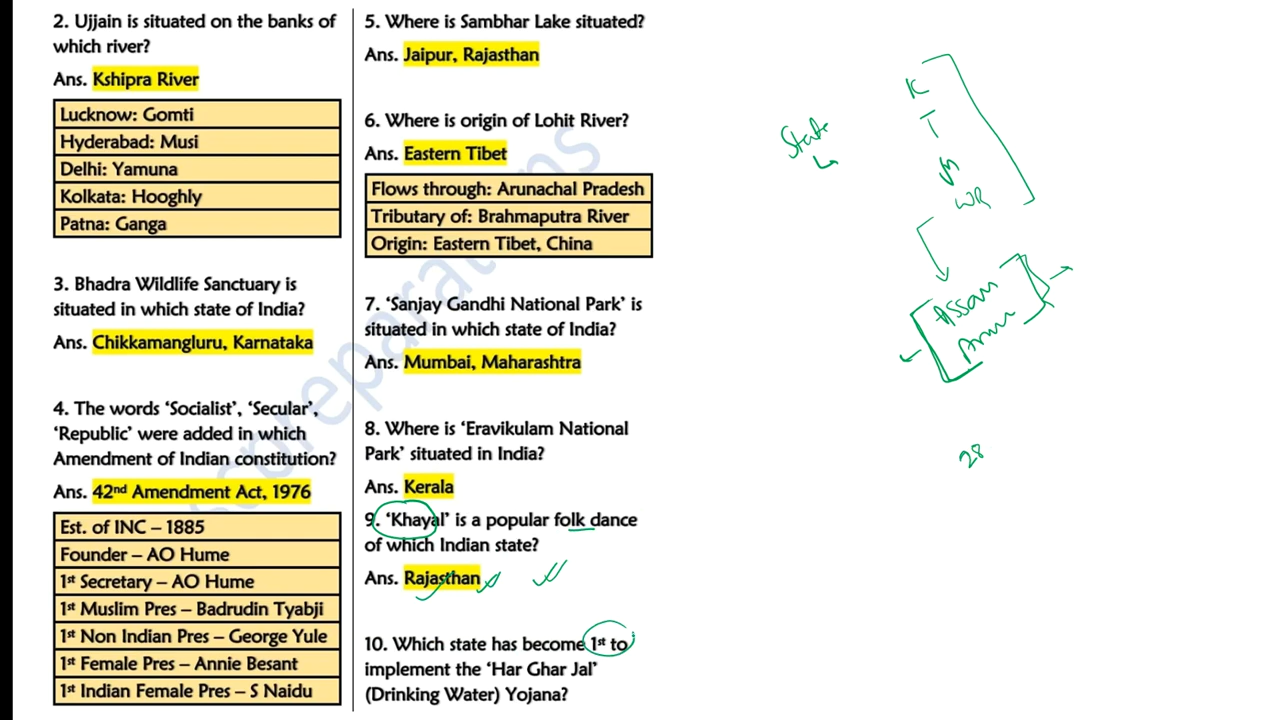 2. Ujjain is situated on the banks of
which river?
Ans. Kshipra River
Lucknow: Gomti
Hyderabad: Musi
Delhi: Yamuna
Kolkata: Hooghly
Patna: Ganga
3. Bhadra Wildlife Sanctuary is
situated in which state of India?
Ans. Chikkamangluru, Karnataka
4. The words ‘Socialist’, ‘Secular’,
‘Republic’ were added in which
Amendment of Indian constitution?
Ans. 42nd Amendment Act, 1976
Est. of INC – 1885
Founder – AO Hume
1st Secretary – AO Hume
1st Muslim Pres – Badrudin Tyabji
1st Non Indian Pres – George Yule
1st Female Pres – Annie Besant
1st Indian Female Pres – S Naidu
5. Where is Sambhar Lake situated?
Ans. Jaipur, Rajasthan
6. Where is origin of Lohit River?
Ans. Eastern Tibet
Flows through: Arunachal Pradesh
Tributary of: Brahmaputra River
Origin: Eastern Tibet, China
7. ‘Sanjay Gandhi National Park’ is
situated in which state of India?
Ans. Mumbai, Maharashtra
8. Where is ‘Eravikulam National
Park’ situated in India?
Ans. Kerala
9. ‘Khayal’ is a popular folk dance
of which Indian state?
Ans. Rajasthan
10. Which state has become 1st to
implement the ‘Har Ghar Jal’
(Drinking Water) Yojana?
State
K
T
M
WR
Assam
28